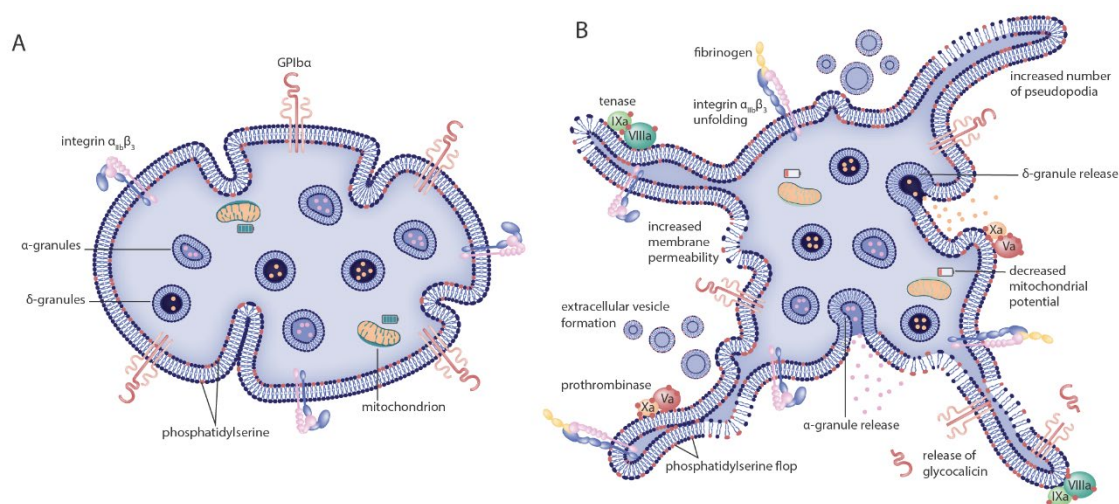 A
GPIbα
integrin αIIbβ3
α-granules
δ-granules
phosphatidylserine
mitochondrion
B
fibrinogen
tenase
IXa
VIIIa
integrin αIIbβ3
unfolding
increased number
of pseudopodia
δ-granule release
increased
membrane
permeability
Xa
Va
decreased
mitochondrial
potential
extracellular vesicle
formation
prothrombinase
Xa
Va
α-granule release
phosphatidylserine flop
release of
glycocalicin
IXa
VIIIa